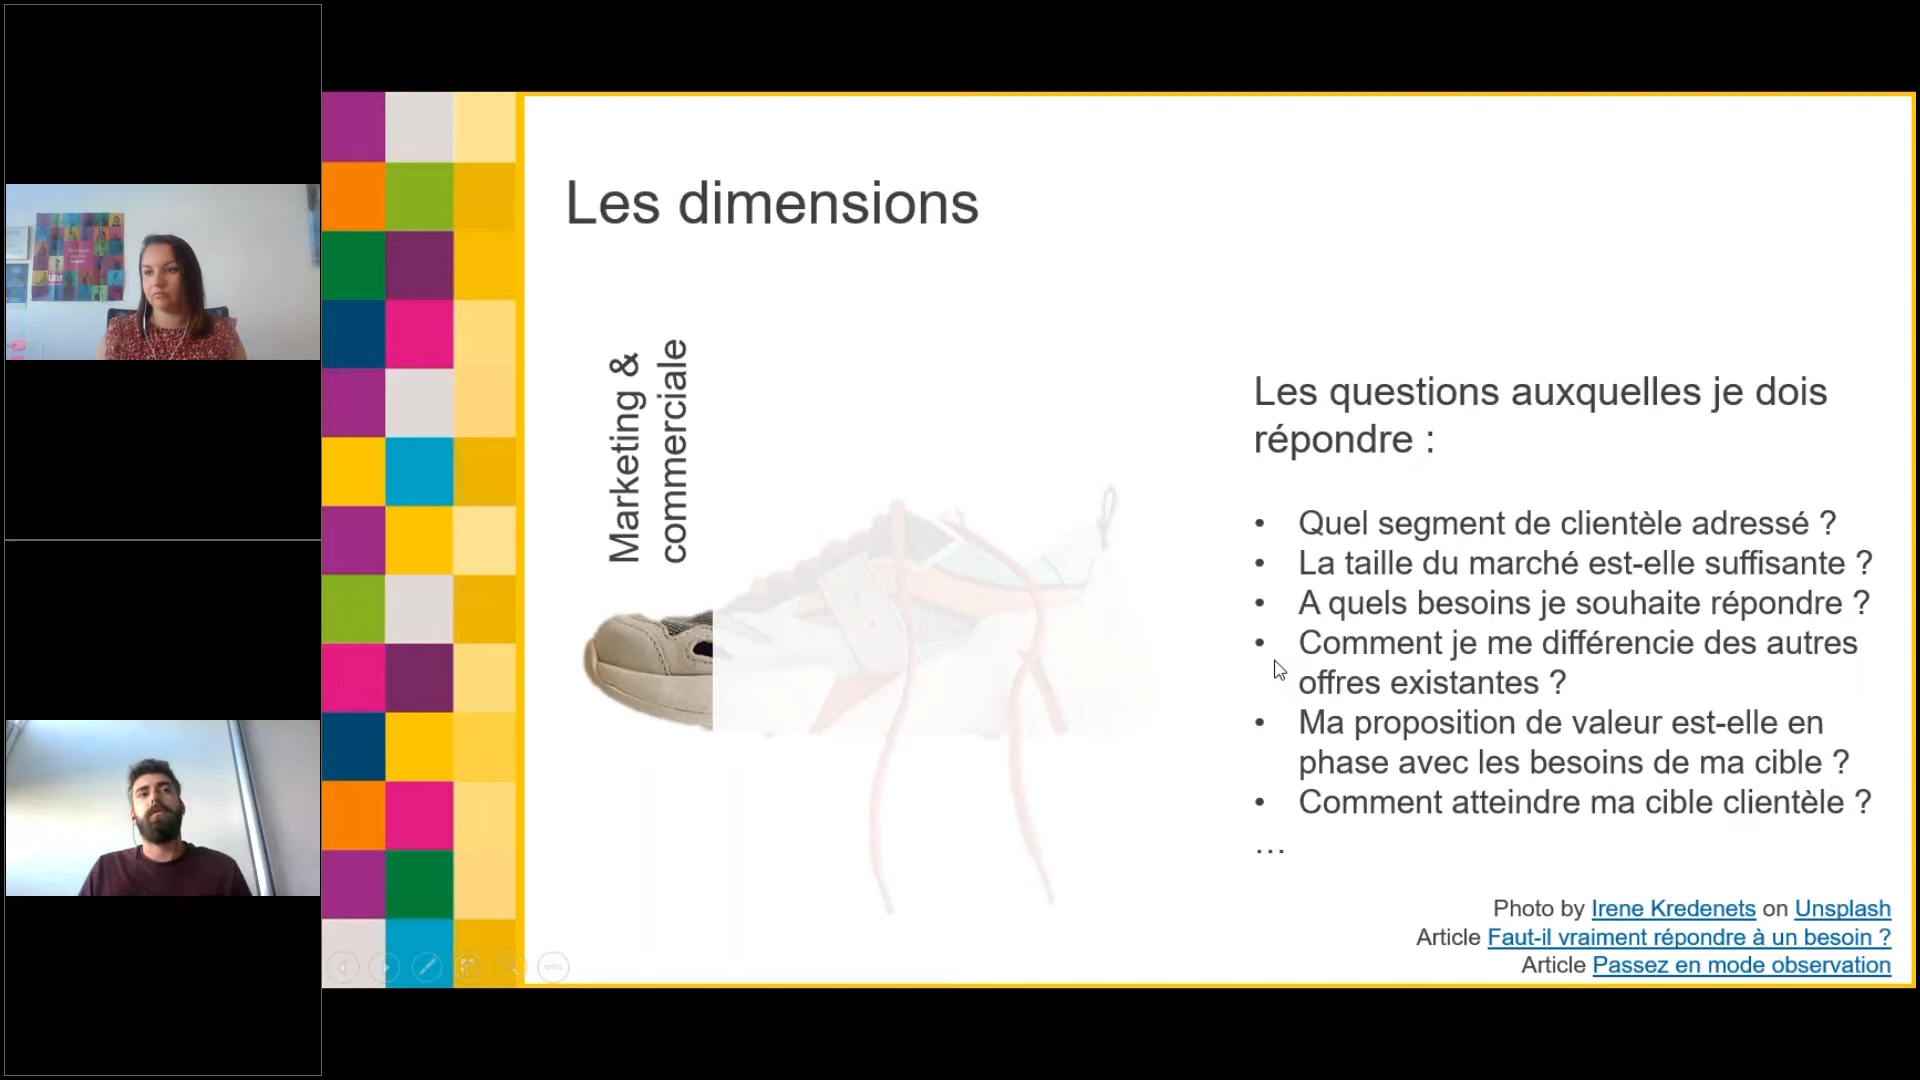 Les dimensions
Marketing &
commerciale
Les questions auxquelles je dois
répondre :
• Quel segment de clientèle adressé ?
• La taille du marché est-elle suffisante ?
• A quels besoins je souhaite répondre ?
• Comment je me différencie des autres
offres existantes ?
• Ma proposition de valeur est-elle en
phase avec les besoins de ma cible ?
• Comment atteindre ma cible clientèle ?
…
Photo by Irene Kredenets on Unsplash
Article Faut-il vraiment répondre à un besoin ?
Article Passez en mode observation